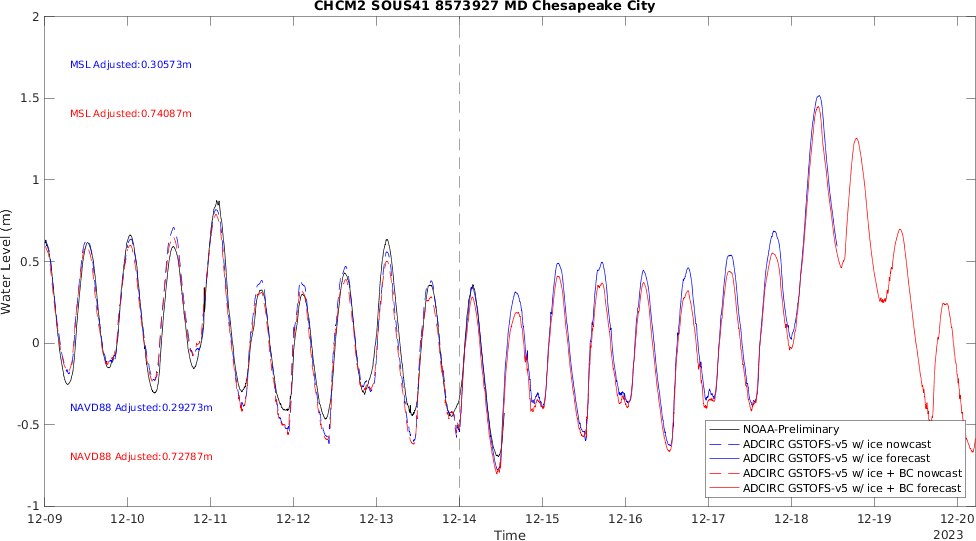 CHCM2 SOUS41 8573927 MD Chesapeake City
2
1.5
1
0.5
0
-0.5
-1
Water Level (m)
MSL Adjusted:0.30573m
MSL Adjusted:0.74087m
NAVD88 Adjusted:0.29273m
NAVD88 Adjusted:0.72787m
NOAA-Preliminary
ADCIRC GSTOFS-v5 w/ ice nowcast
ADCIRC GSTOFS-v5 w/ ice forecast
ADCIRC GSTOFS-v5 w/ ice + BC nowcast
ADCIRC GSTOFS-v5 w/ ice + BC forecast
12-09 12-10 12-11 12-12 12-13 12-14 12-15 12-16 12-17 12-18 12-19 12-20
Time
2023